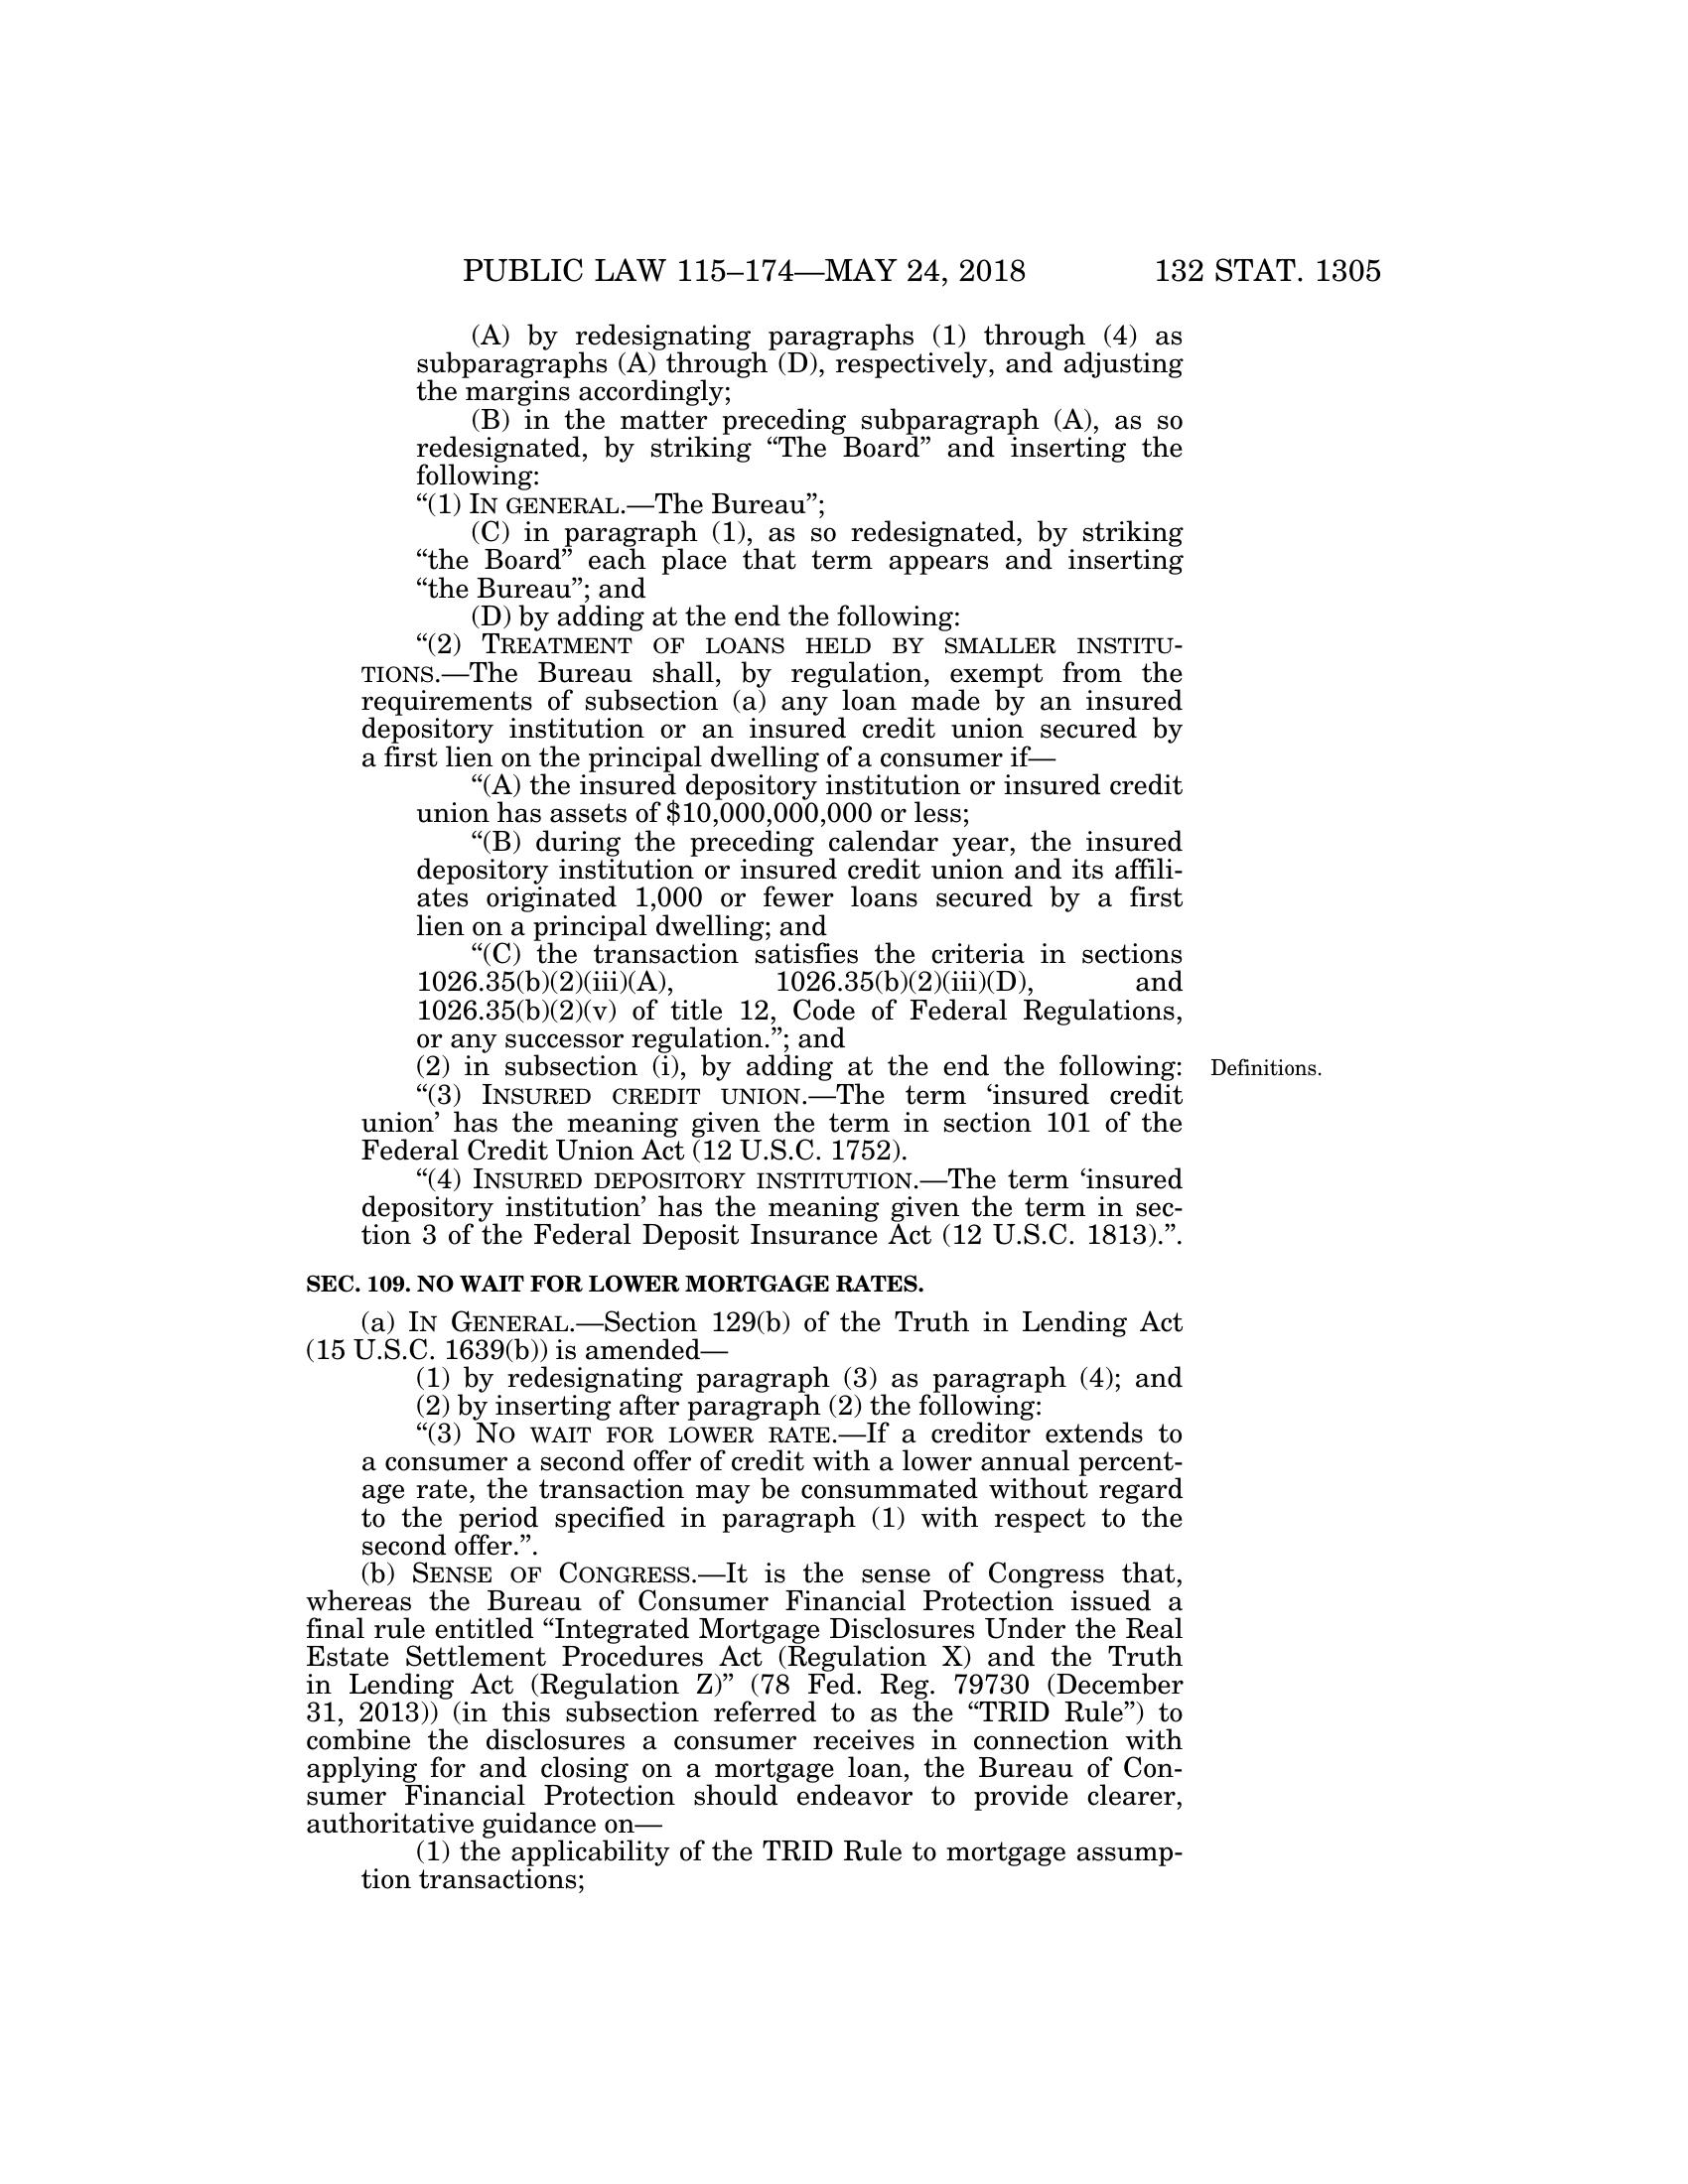 PUBLIC LAW 115–174—MAY 24, 2018 132 STAT. 1305
(A) by redesignating paragraphs (1) through (4) as
subparagraphs (A) through (D), respectively, and adjusting
the margins accordingly;
(B) in the matter preceding subparagraph (A), as so
redesignated, by striking “The Board” and inserting the
following:
“(1) IN GENERAL.—The Bureau”;
(C) in paragraph (1), as so redesignated, by striking
“the Board” each place that term appears and inserting
“the Bureau”; and
(D) by adding at the end the following:
“(2) TREATMENT OF LOANS HELD BY SMALLER INSTITU-
TIONS.—The Bureau shall, by regulation, exempt from the
requirements of subsection (a) any loan made by an insured
depository institution or an insured credit union secured by
a first lien on the principal dwelling of a consumer if—
“(A) the insured depository institution or insured credit
union has assets of $10,000,000,000 or less;
“(B) during the preceding calendar year, the insured
depository institution or insured credit union and its affili-
ates originated 1,000 or fewer loans secured by a first
lien on a principal dwelling; and
“(C) the transaction satisfies the criteria in sections
1026.35(b)(2)(iii)(A), 1026.35(b)(2)(iii)(D), and
1026.35(b)(2)(v) of title 12, Code of Federal Regulations,
or any successor regulation.”; and
(2) in subsection (i), by adding at the end the following: Definitions.
“(3) INSURED CREDIT UNION.—The term ‘insured credit
union’ has the meaning given the term in section 101 of the
Federal Credit Union Act (12 U.S.C. 1752).
“(4) INSURED DEPOSITORY INSTITUTION.—The term ‘insured
depository institution’ has the meaning given the term in sec-
tion 3 of the Federal Deposit Insurance Act (12 U.S.C. 1813).”.
SEC. 109. NO WAIT FOR LOWER MORTGAGE RATES.
(a) IN GENERAL.—Section 129(b) of the Truth in Lending Act
(15 U.S.C. 1639(b)) is amended—
(1) by redesignating paragraph (3) as paragraph (4); and
(2) by inserting after paragraph (2) the following:
“(3) NO WAIT FOR LOWER RATE.—If a creditor extends to
a consumer a second offer of credit with a lower annual percent-
age rate, the transaction may be consummated without regard
to the period specified in paragraph (1) with respect to the
second offer.”.
(b) SENSE OF CONGRESS.—It is the sense of Congress that,
whereas the Bureau of Consumer Financial Protection issued a
final rule entitled “Integrated Mortgage Disclosures Under the Real
Estate Settlement Procedures Act (Regulation X) and the Truth
in Lending Act (Regulation Z)” (78 Fed. Reg. 79730 (December
31, 2013)) (in this subsection referred to as the “TRID Rule”) to
combine the disclosures a consumer receives in connection with
applying for and closing on a mortgage loan, the Bureau of Con-
sumer Financial Protection should endeavor to provide clearer,
authoritative guidance on—
(1) the applicability of the TRID Rule to mortgage assump-
tion transactions;